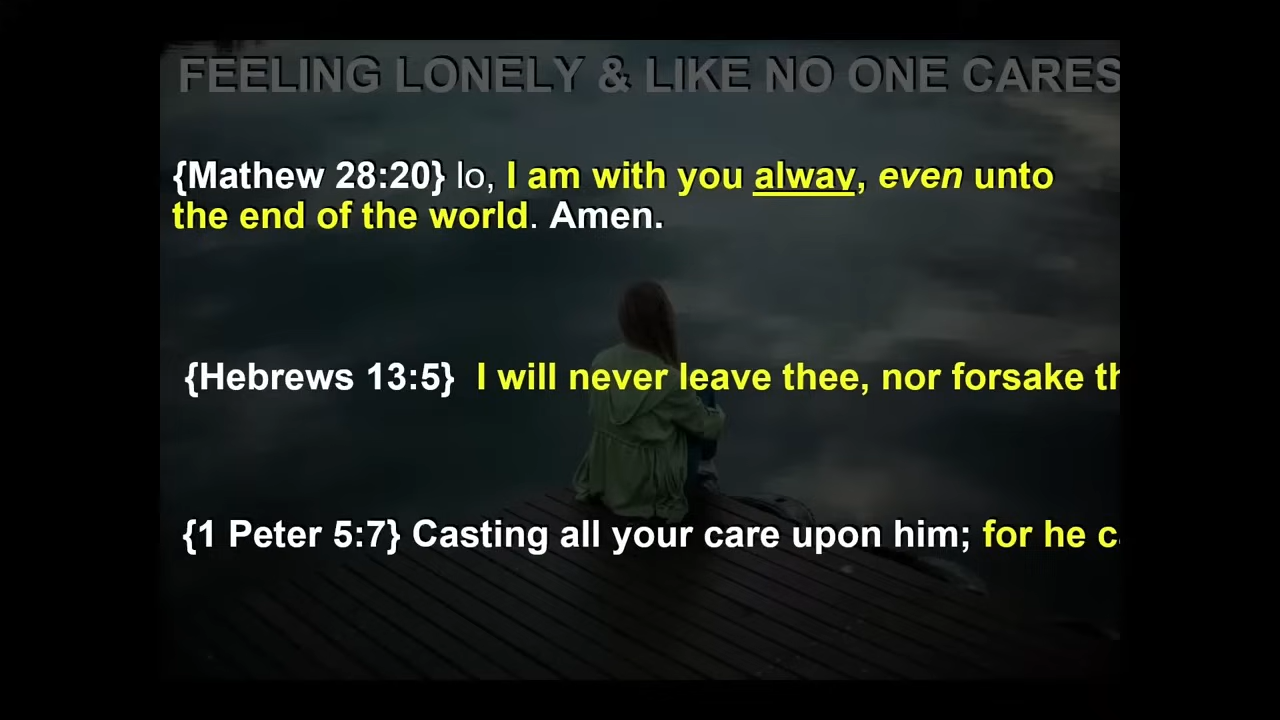 FEELING LONELY & LIKE NO ONE CARES
{Mathew 28:20} lo, I am with you alway, even unto
the end of the world. Amen.
{Hebrews 13:5} I will never leave thee, nor forsake
{1 Peter 5:7} Casting all your care upon him; for he